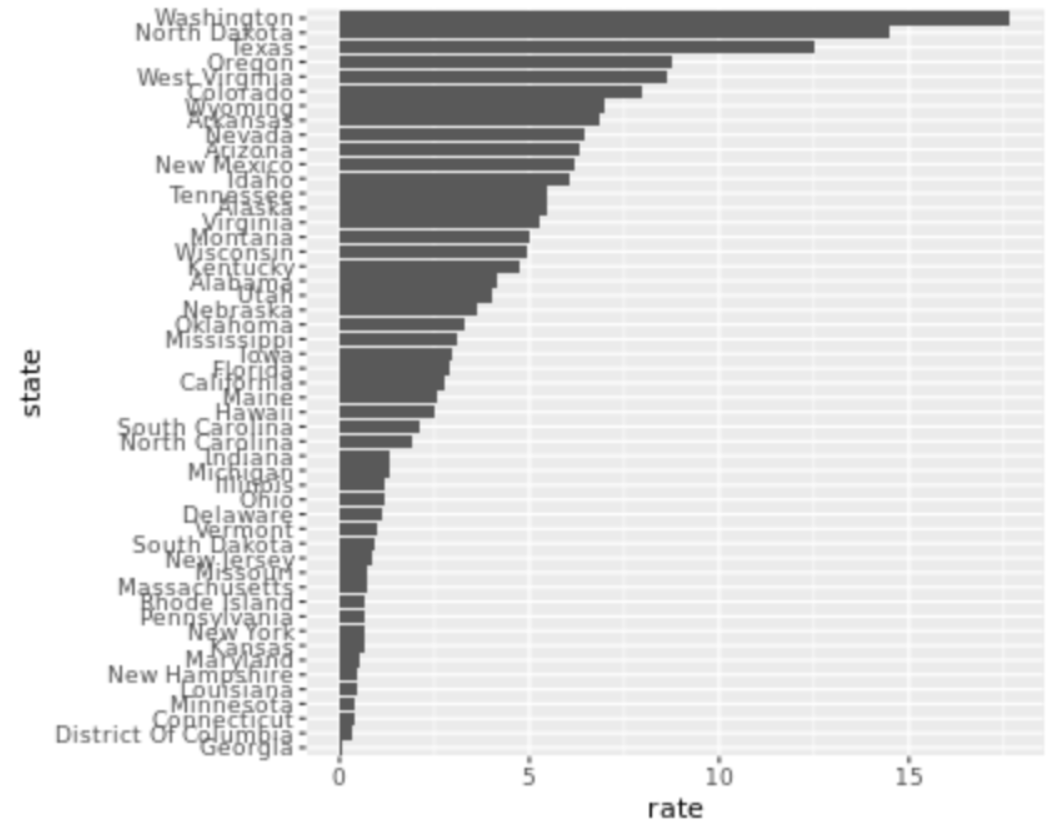 Washington
North Dakota
Texas
Oregon
West Virginia
Colorado
Wyoming
Arkansas
Nevada
Arizona
New Mexico
Idaho
Tennessee
Alaska
Virginia
Montana
Wisconsin
Kentucky
Alabama
Utah
Nebraska
Oklahoma
Mississippi
Iowa
Florida
California
Maine
Hawaii
South Carolina
North Carolina
Indiana
Michigan
Illinois
Ohio
Delaware
Vermont
South Dakota
New Jersey
Missouri
Massachusetts
Rhode Island
Pennsylvania
New York
Kansas
Maryland
New Hampshire
Louisiana
Minnesota
Connecticut
District Of Columbia
Georgia
state
0 5 10 15
rate